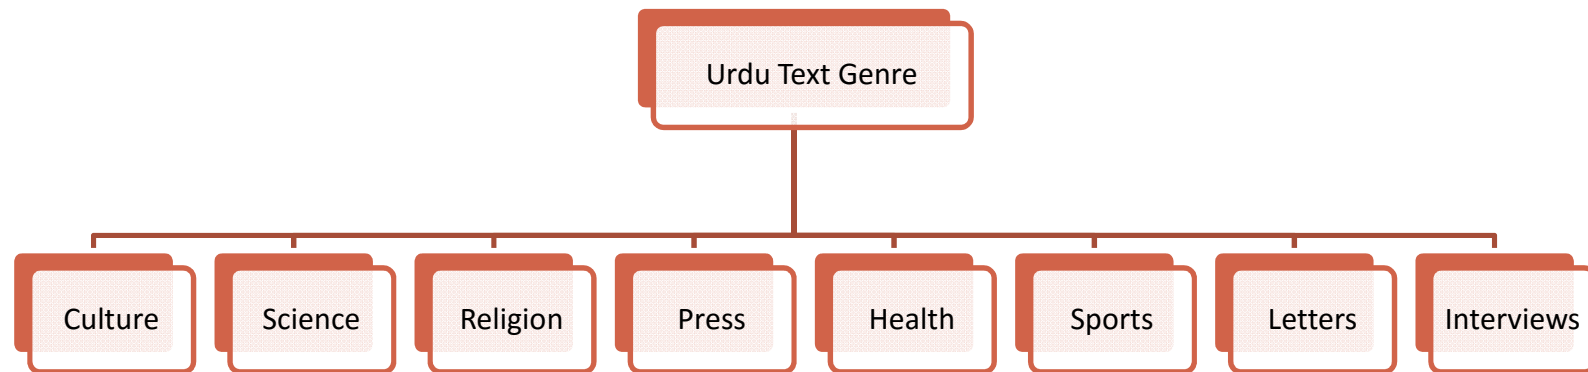 Urdu Text Genre
Culture
Science
Religion
Press
Health
Sports
Letters
Interviews